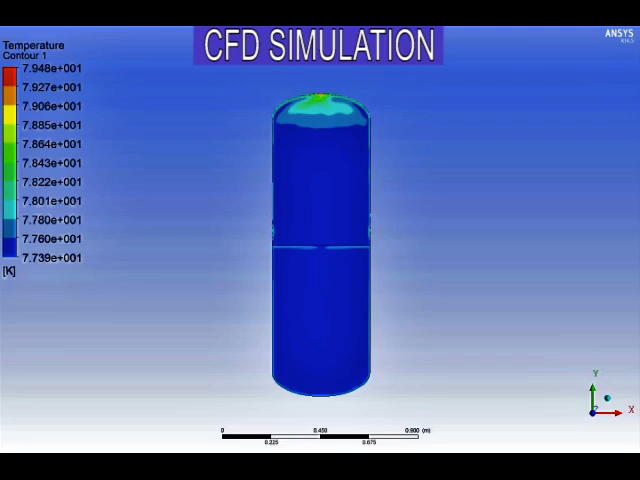 CFD SIMULATION
ANSYS
R14.5
Temperature
Contour 1
7.948e+001
7.927e+001
7.906e+001
7.885e+001
7.864e+001
7.843e+001
7.822e+001
7.801e+001
7.780e+001
7.760e+001
7.739e+001
[K]
Y
Z
X
0 0.450 0.900 (m)
0.225 0.675